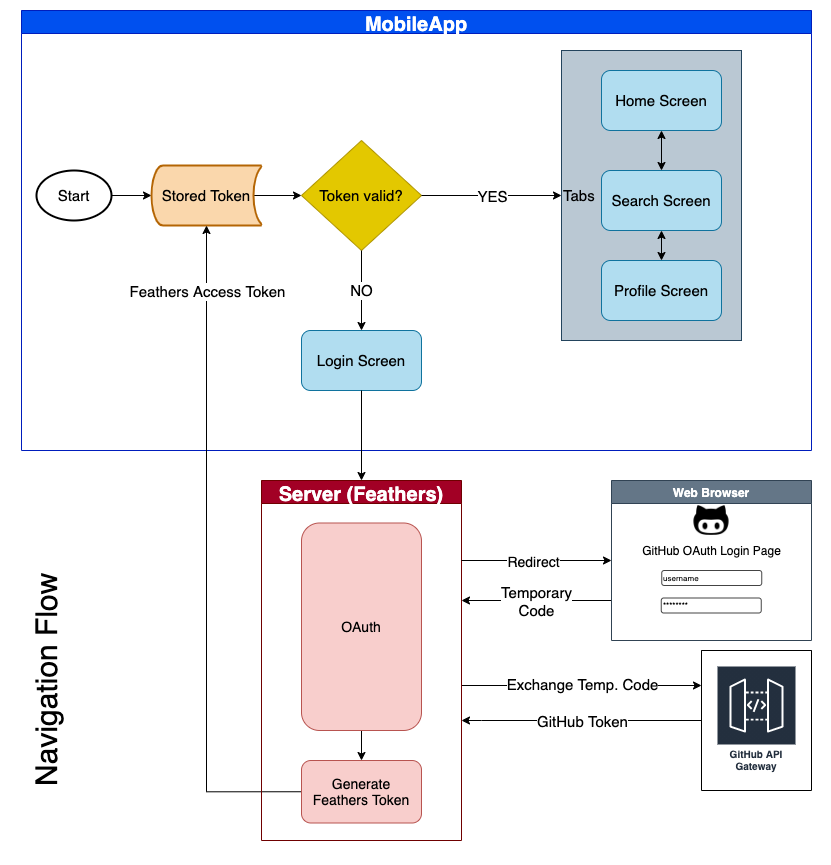 MobileApp
Home Screen
Start
Stored Token
Token valid?
YES
Tabs
Search Screen
Feathers Access Token
NO
Profile Screen
Login Screen
Server (Feathers)
Web Browser
GitHub OAuth Login Page
Redirect
username
Temporary
Code
********
OAuth
Navigation Flow
Exchange Temp. Code
</>
GitHub Token
GitHub API
Gateway
Generate
Feathers Token